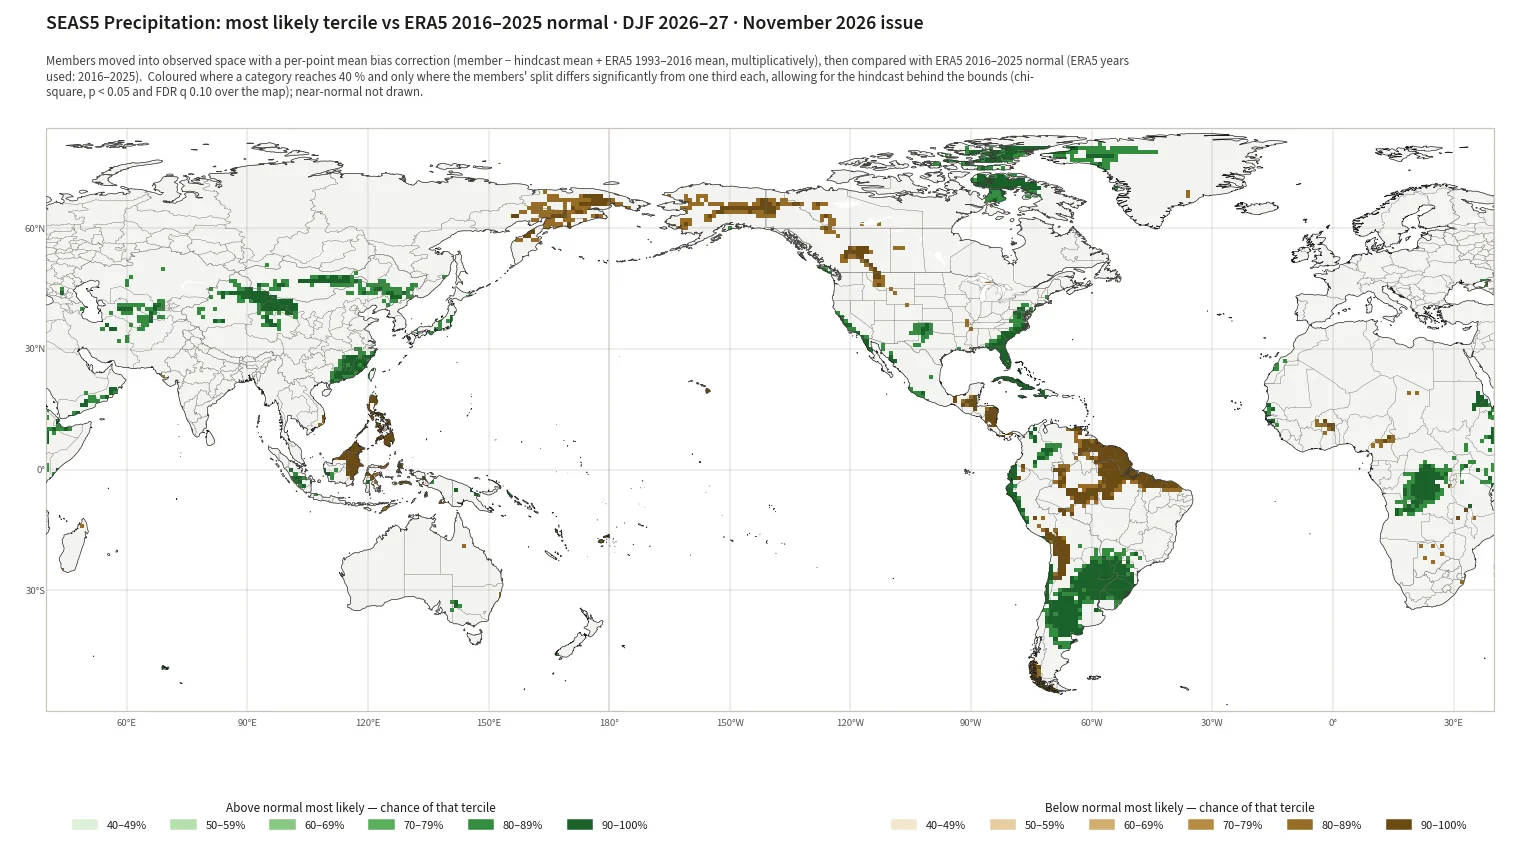 SEAS5 Precipitation: most likely tercile vs ERA5 2016–2025 normal · DJF 2026–27 · November 2026 issue
Members moved into observed space with a per-point mean bias correction (member − hindcast mean + ERA5 1993–2016 mean, multiplicatively), then compared with ERA5 2016–2025 normal (ERA5 years
used: 2016–2025). Coloured where a category reaches 40 % and only where the members' split differs significantly from one third each, allowing for the hindcast behind the bounds (chi-
square, p < 0.05 and FDR q 0.10 over the map); near-normal not drawn.
60°N
30°N
0°
30°S
60°E 90°E 120°E 150°E 180° 150°W 120°W 90°W 60°W 30°W 0° 30°E
Above normal most likely — chance of that tercile
40–49% 50–59% 60–69% 70–79% 80–89% 90–100%
Below normal most likely — chance of that tercile
40–49% 50–59% 60–69% 70–79% 80–89% 90–100%